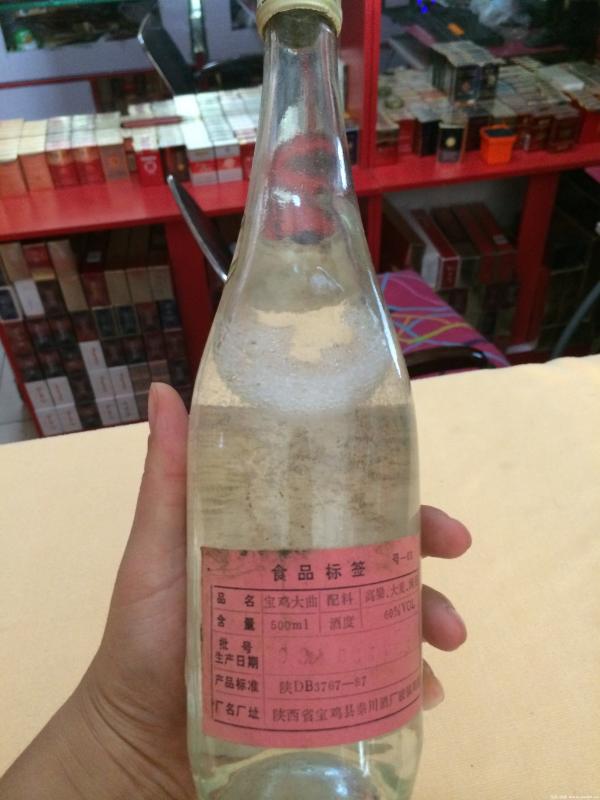 食品标签 号—
品 名 宝鸡大曲 配料 高粱、大麦、
含 量 500ml 酒度 60%VOL
批 号
生产日期
产品标准 陕DB3767—87
厂名厂址 陕西省宝鸡县秦川酒厂